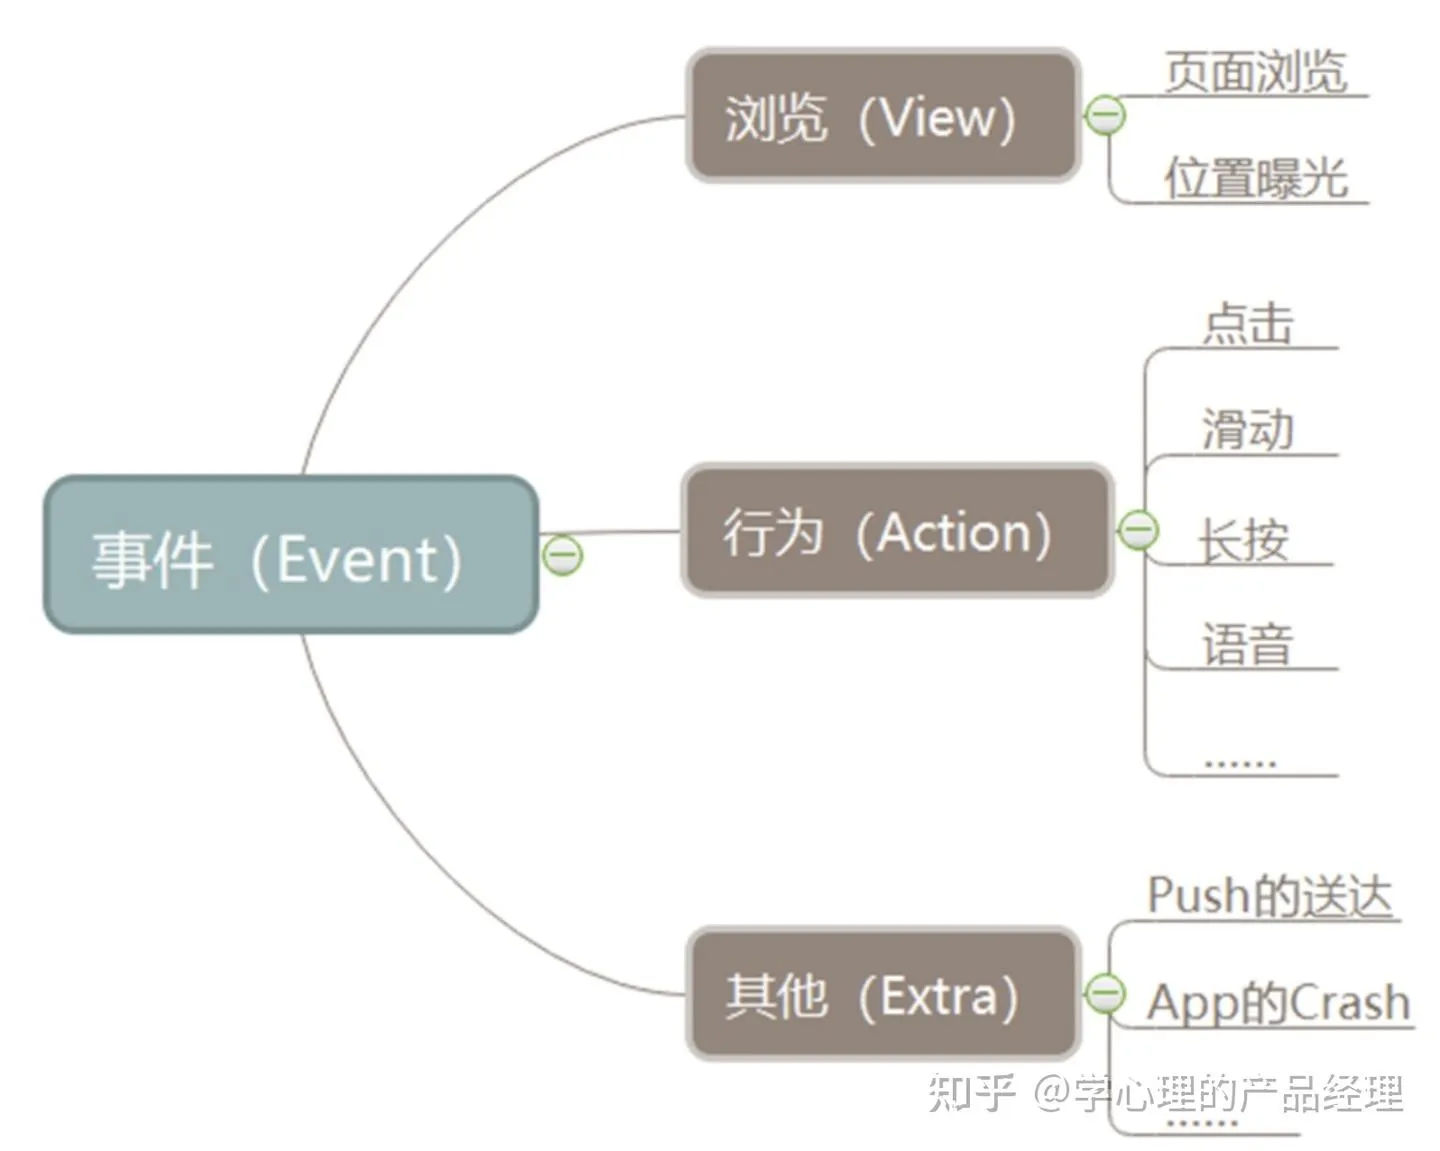 事件（Event）
浏览（View）
页面浏览
位置曝光
行为（Action）
点击
滑动
长按
语音
……
其他（Extra）
Push的送达
App的Crash
……
知乎 @学心理的产品经理